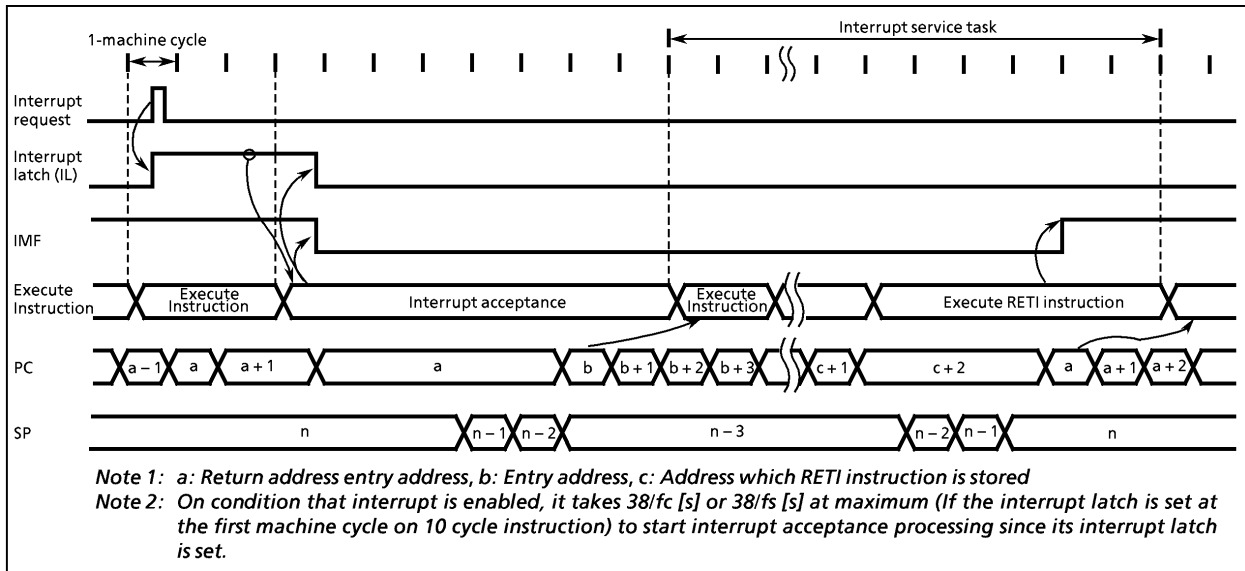 Interrupt service task
1-machine cycle
Interrupt
request
Interrupt
latch (IL)
IMF
Execute
Instruction
Execute
Instruction
Interrupt acceptance
Execute
Instruction
Execute RETI instruction
PC
a – 1
a
a + 1
a
b
b + 1
b + 2
b + 3
c + 1
c + 2
a
a + 1
a + 2
SP
n
n – 1
n – 2
n – 3
n – 2
n – 1
n
Note 1: a: Return address entry address, b: Entry address, c: Address which RETI instruction is stored
Note 2: On condition that interrupt is enabled, it takes 38/fc [s] or 38/fs [s] at maximum (If the interrupt latch is set at
the first machine cycle on 10 cycle instruction) to start interrupt acceptance processing since its interrupt latch
is set.